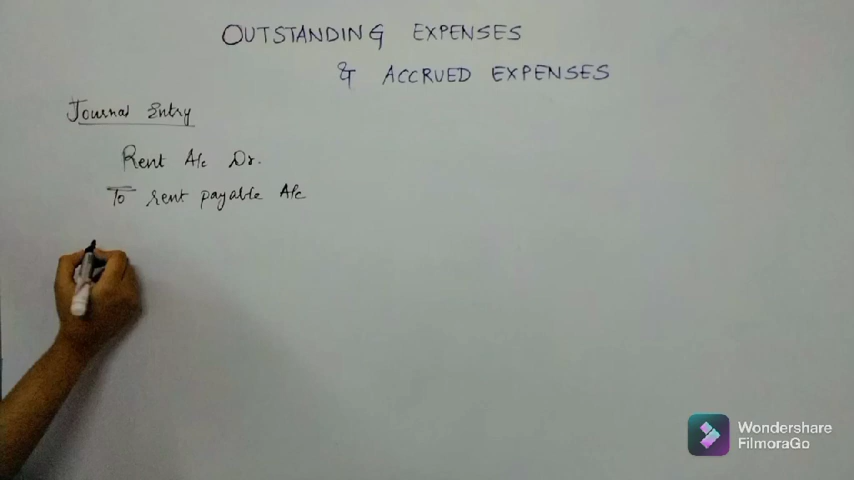 OUTSTANDING EXPENSES
& ACCRUED EXPENSES
Journal Entry
Rent A/c Dr.
To rent payable A/c
Wondershare
FilmoraGo